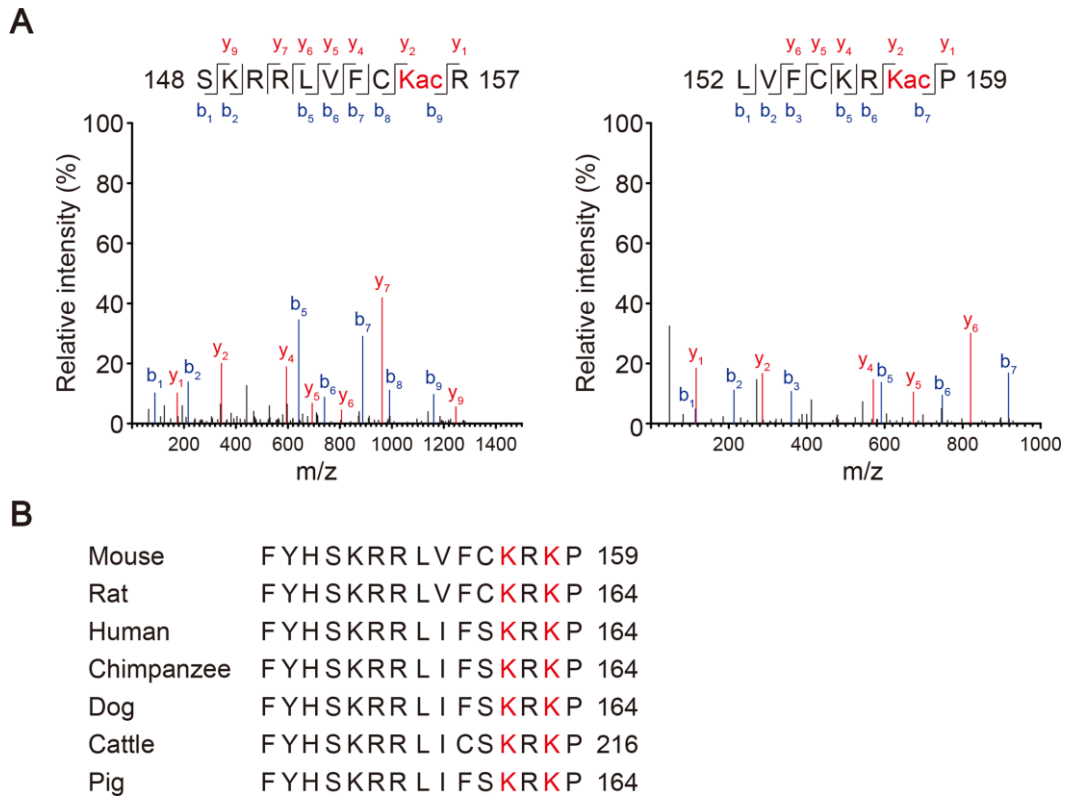 A
y9 y7 y6 y5 y4 y2 y1
148 S K R R L V F C Kac R 157
b1 b2 b5 b6 b7 b8 b9
100
80
60
40
20
0
Relative intensity (%)
b1 y1 b2 y2 b5 y4 y5 b6 y6 b7 y7 b8 b9 y9
200 400 600 800 1000 1500
m/z
y6 y5 y4 y2 y1
152 L V F C K R Kac P 159
b1 b2 b3 b5 b6 b7
100
80
60
40
20
0
Relative intensity (%)
b1 y1 b2 y2 b3 y4 b5 y5 b6 y6 b7
200 400 600 800 1000
m/z
B
Mouse FYHSKRRLVFCKRKP 159
Rat FYHSKRRLVFCKRKP 164
Human FYHSKRRLIFSKRKP 164
Chimpanzee FYHSKRRLIFSKRKP 164
Dog FYHSKRRLIFSKRKP 164
Cattle FYHSKRRLICSKRKP 216
Pig FYHSKRRLIFSKRKP 164